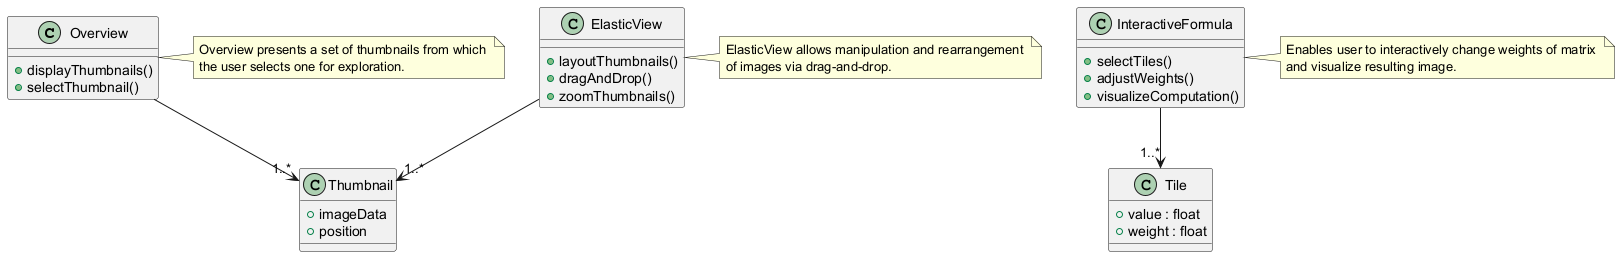 C Overview
+ displayThumbnails()
+ selectThumbnail()
Overview presents a set of thumbnails from which
the user selects one for exploration.
C ElasticView
+ layoutThumbnails()
+ dragAndDrop()
+ zoomThumbnails()
ElasticView allows manipulation and rearrangement
of images via drag-and-drop.
C InteractiveFormula
+ selectTiles()
+ adjustWeights()
+ visualizeComputation()
Enables user to interactively change weights of matrix
and visualize resulting image.
1..*
1..*
1..*
C Thumbnail
imageData
position
C Tile
value : float
weight : float